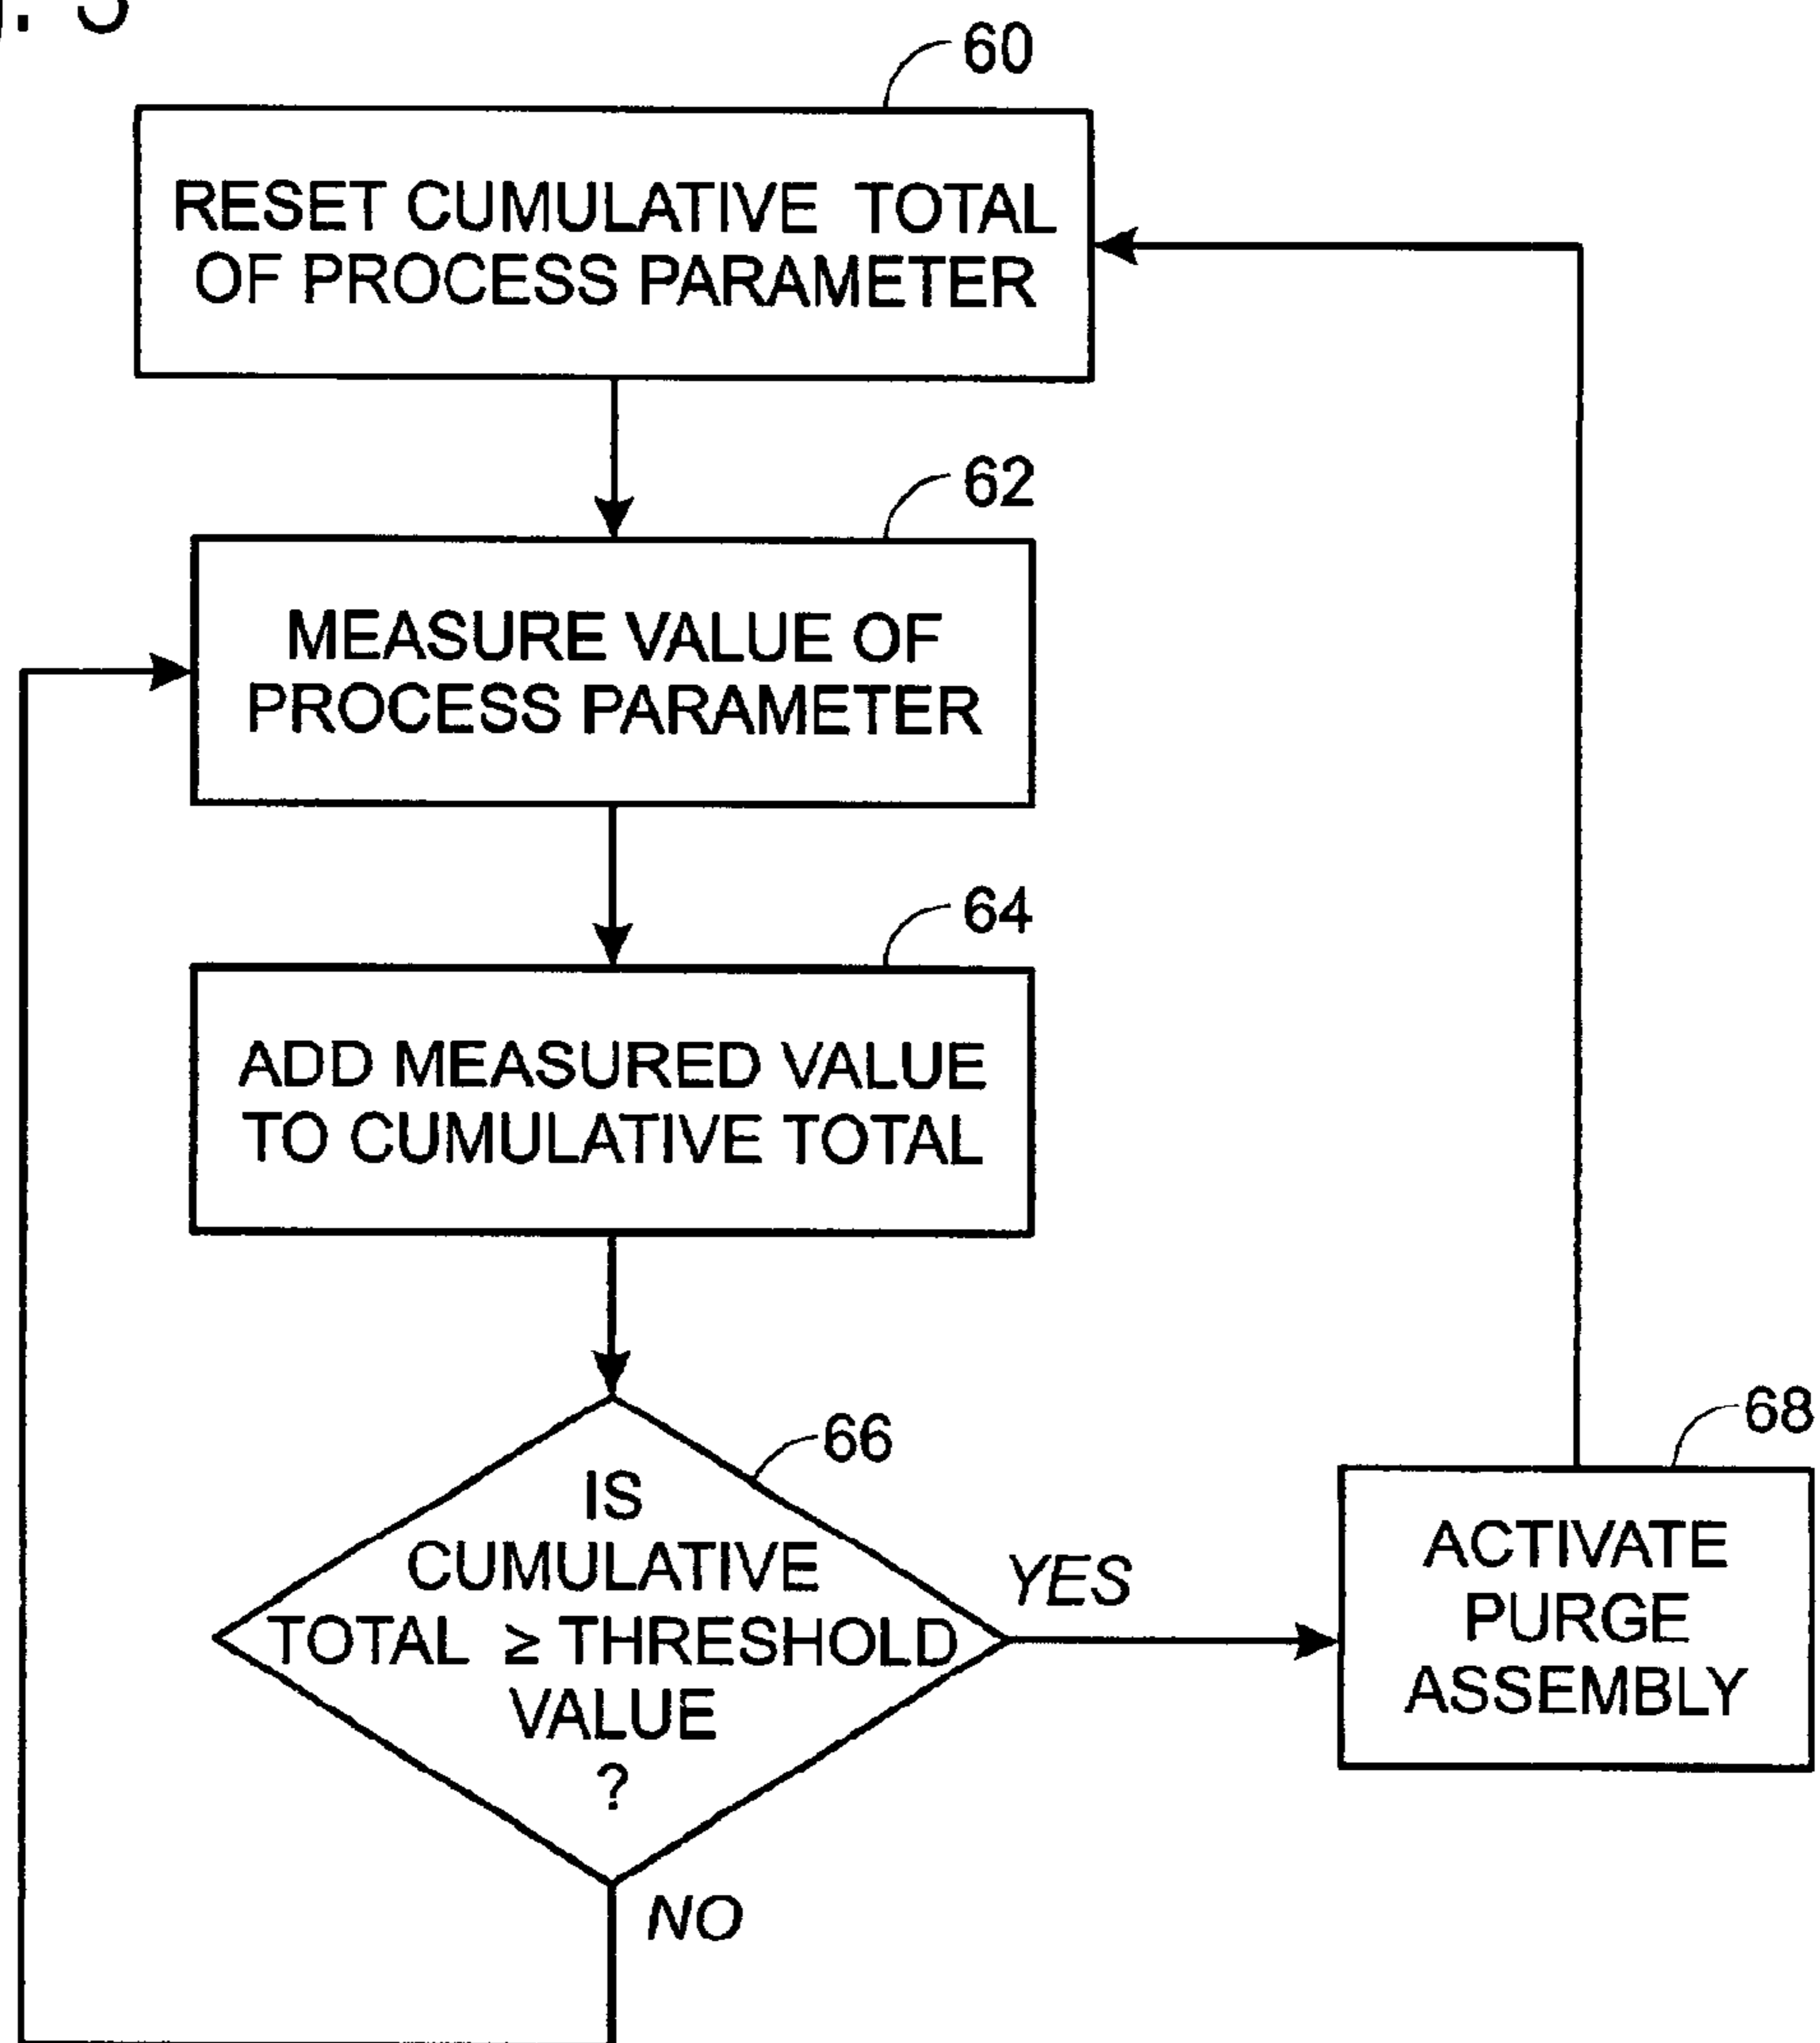 60
RESET CUMULATIVE TOTAL
OF PROCESS PARAMETER
62
MEASURE VALUE OF
PROCESS PARAMETER
64
ADD MEASURED VALUE
TO CUMULATIVE TOTAL
66
IS
CUMULATIVE
TOTAL ≥ THRESHOLD
VALUE
?
YES
NO
68
ACTIVATE
PURGE
ASSEMBLY